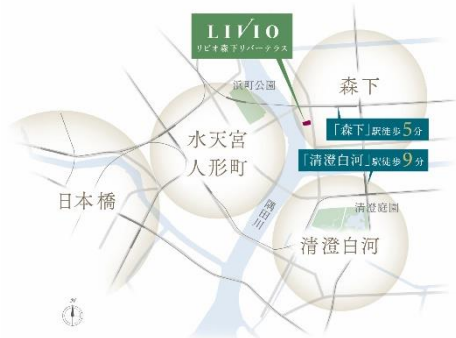 LIVIO
リビオ森下リバーテラス
浜町公園
森下
「森下」駅徒歩5分
「清澄白河」駅徒歩9分
水天宮
人形町
日本橋
隅田川
清澄庭園
清澄白河
N